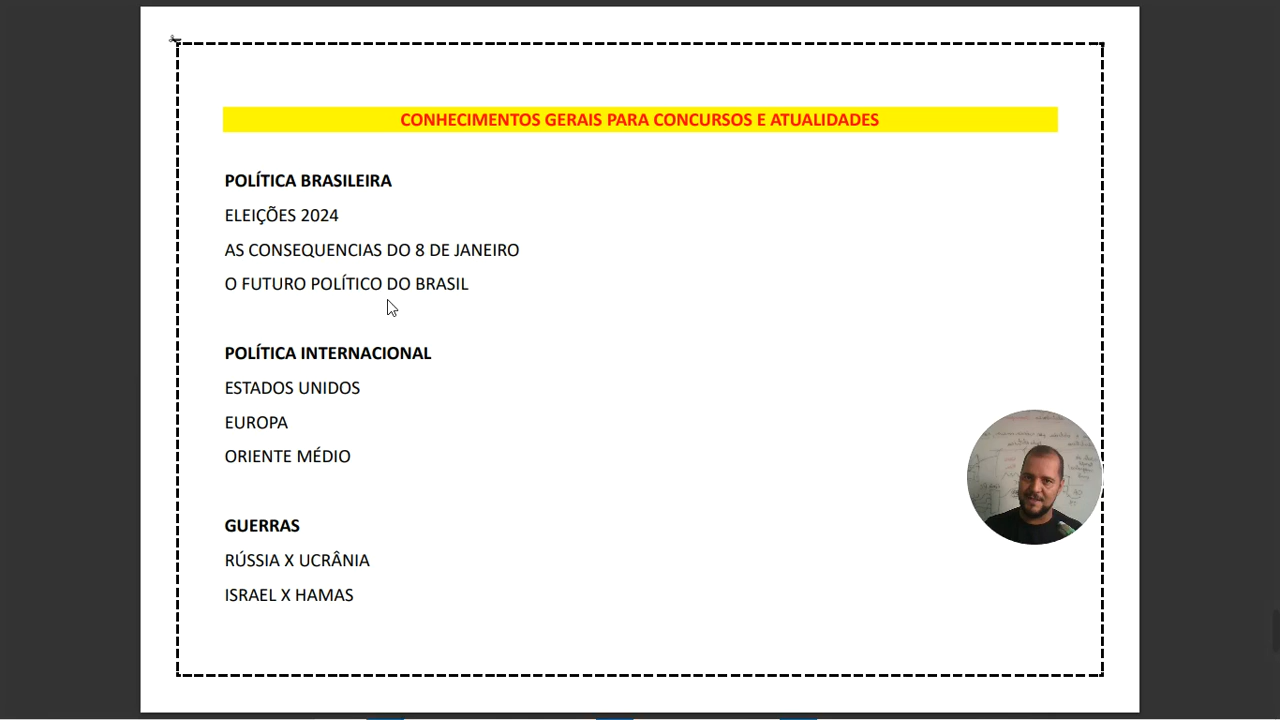 CONHECIMENTOS GERAIS PARA CONCURSOS E ATUALIDADES
POLÍTICA BRASILEIRA
ELEIÇÕES 2024
AS CONSEQUENCIAS DO 8 DE JANEIRO
O FUTURO POLÍTICO DO BRASIL
POLÍTICA INTERNACIONAL
ESTADOS UNIDOS
EUROPA
ORIENTE MÉDIO
GUERRAS
RÚSSIA X UCRÂNIA
ISRAEL X HAMAS